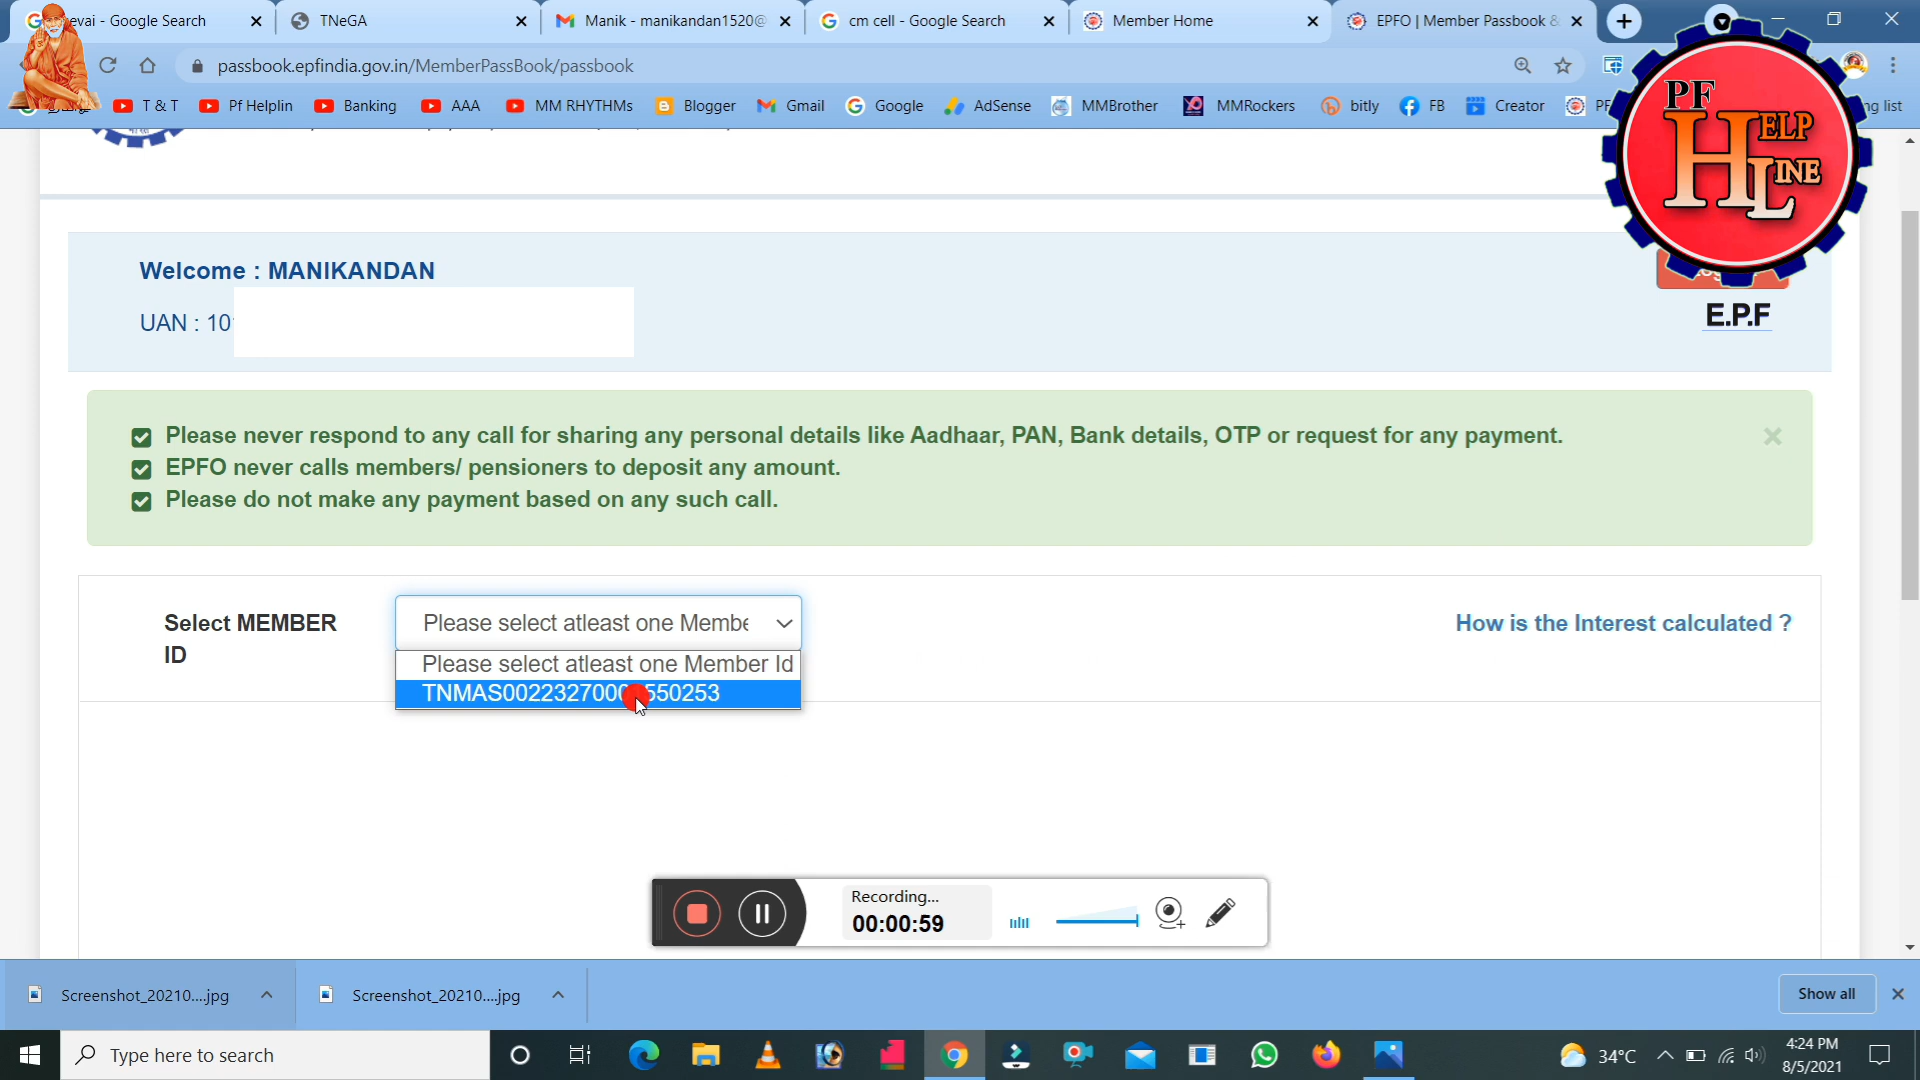 evai - Google Search
TNeGA
Manik - manikandan1520@
cm cell - Google Search
Member Home
EPFO | Member Passbook &
passbook.epfindia.gov.in/MemberPassBook/passbook
T & T
Pf Helplin
Banking
AAA
MM RHYTHMs
Blogger
Gmail
Google
AdSense
MMBrother
MMRockers
bitly
FB
Creator
PF
ng list
PF
HELP
LINE
E.P.F
Welcome : MANIKANDAN
UAN : 10
Please never respond to any call for sharing any personal details like Aadhaar, PAN, Bank details, OTP or request for any payment.
EPFO never calls members/ pensioners to deposit any amount.
Please do not make any payment based on any such call.
Select MEMBER
ID
Please select atleast one Membe
How is the Interest calculated ?
Please select atleast one Member Id
Recording...
00:00:59
Screenshot_20210....jpg
Screenshot_20210....jpg
Show all
Type here to search
34°C
4:24 PM
8/5/2021